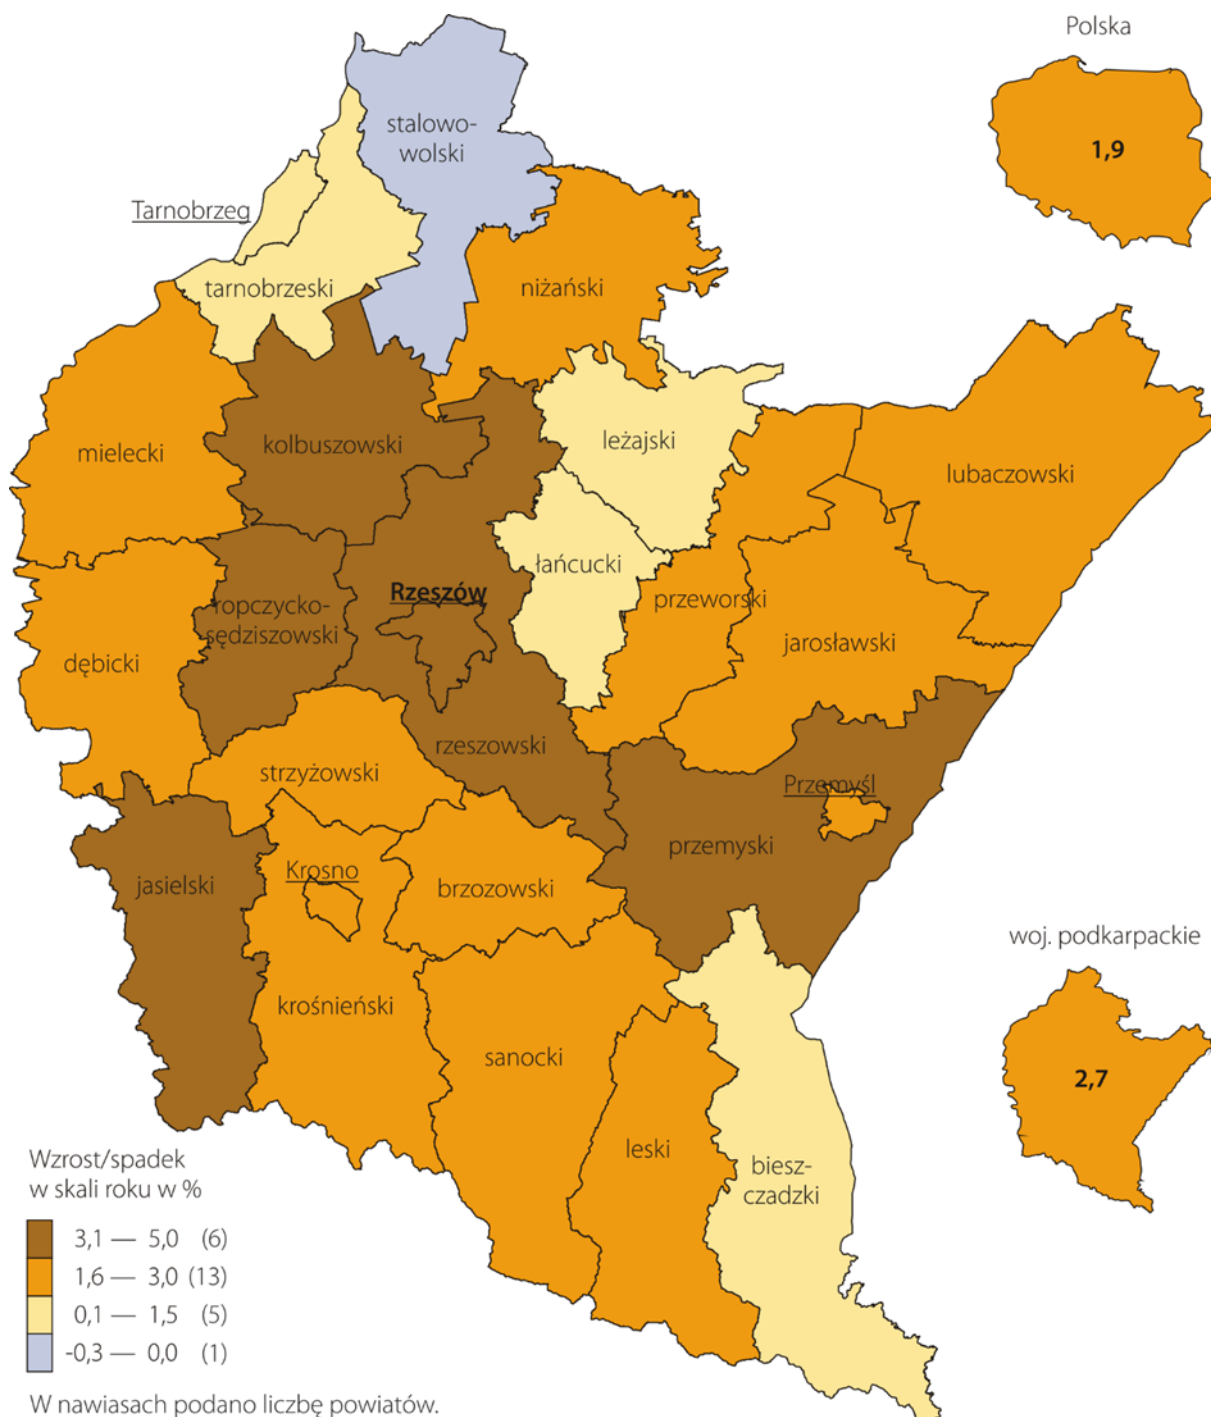 Polska
1,9
stalowo-
wolski
Tarnobrzeg
tarnobrzeski
niżański
mielecki
kolbuszowski
leżajski
lubaczowski
łańcucki
Rzeszów
przeworski
ropczycko-
sędziszowski
jarosławski
dębicki
rzeszowski
strzyżowski
Przemyśl
przemyski
jasielski
Krosno
brzozowski
woj. podkarpackie
2,7
krośnieński
sanocki
leski
biesz-
czadzki
Wzrost/spadek
w skali roku w %
3,1 — 5,0 (6)
1,6 — 3,0 (13)
0,1 — 1,5 (5)
-0,3 — 0,0 (1)
W nawiasach podano liczbę powiatów.